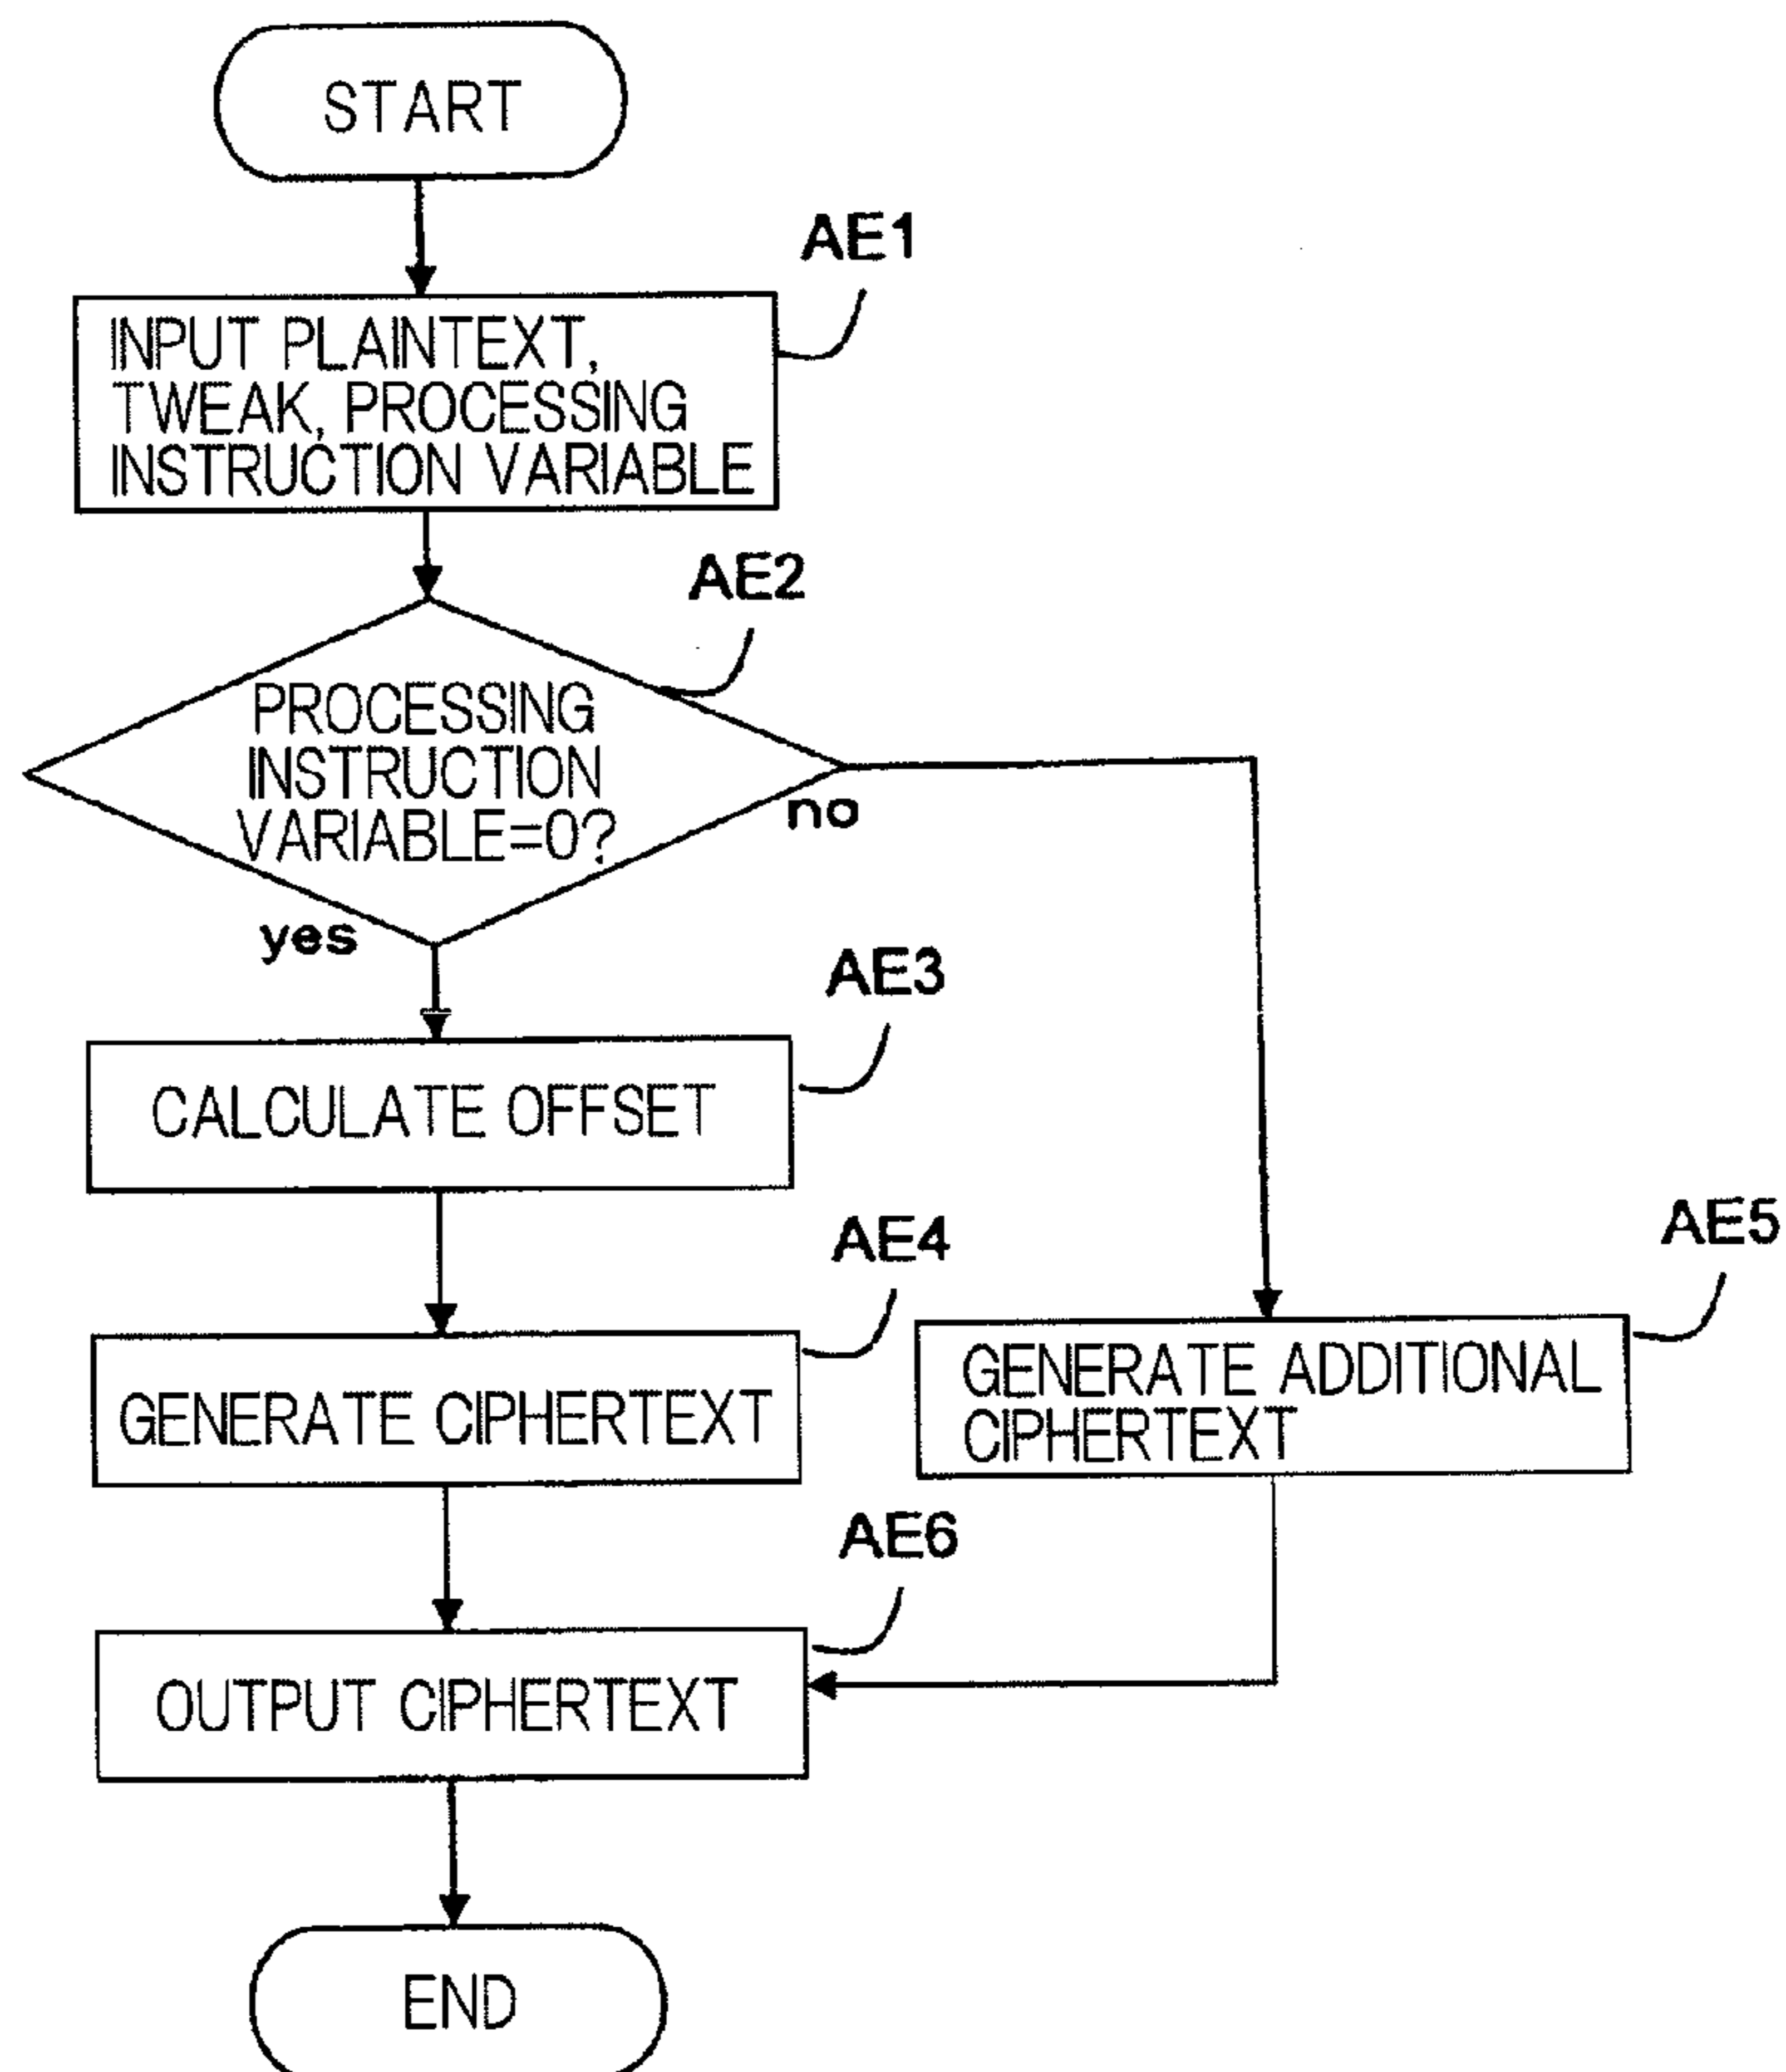 START
AE1
INPUT PLAINTEXT,
TWEAK, PROCESSING
INSTRUCTION VARIABLE
AE2
PROCESSING
INSTRUCTION
VARIABLE=0?
no
yes
AE3
CALCULATE OFFSET
AE4
GENERATE CIPHERTEXT
AE5
GENERATE ADDITIONAL
CIPHERTEXT
AE6
OUTPUT CIPHERTEXT
END